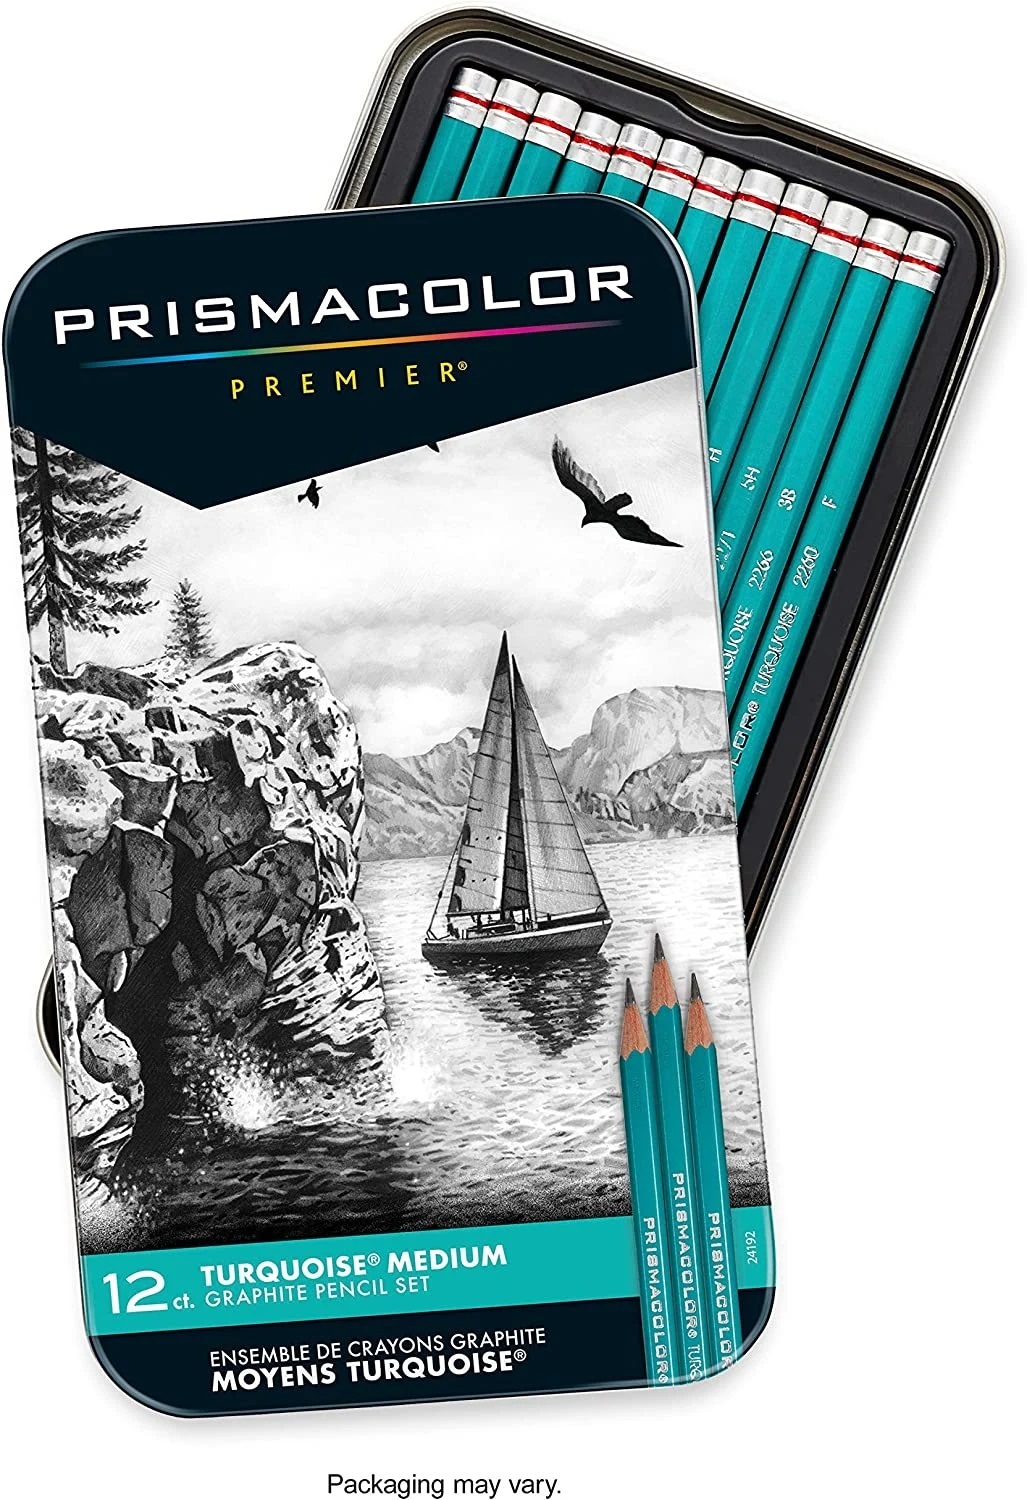 PRISMACOLOR
PREMIER®
H
5H
3B
F
2266
2260
TURQUOISE
12 ct.
TURQUOISE® MEDIUM
GRAPHITE PENCIL SET
ENSEMBLE DE CRAYONS GRAPHITE
MOYENS TURQUOISE®
PRISMACOLOR®
PRISMACOLOR®
PRISMACOLOR
24192
Packaging may vary.